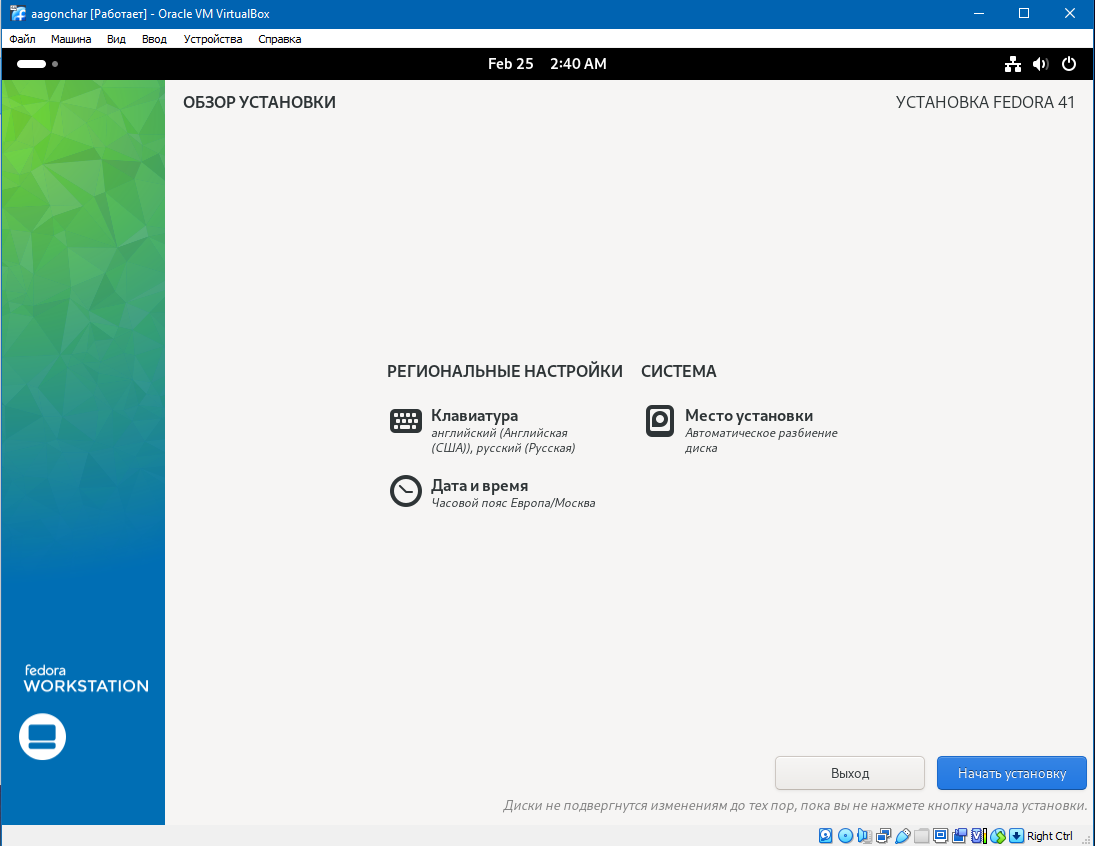 aagonchar [Работает] - Oracle VM VirtualBox
Файл Машина Вид Ввод Устройства Справка
Feb 25 2:40 AM
ОБЗОР УСТАНОВКИ
УСТАНОВКА FEDORA 41
РЕГИОНАЛЬНЫЕ НАСТРОЙКИ
Клавиатура
английский (Английская
(США)), русский (Русская)
Дата и время
Часовой пояс Европа/Москва
СИСТЕМА
Место установки
Автоматическое разбиение
диска
fedora
WORKSTATION
Выход
Начать установку
Диски не подвергнутся изменениям до тех пор, пока вы не нажмете кнопку начала установки.
Right Ctrl